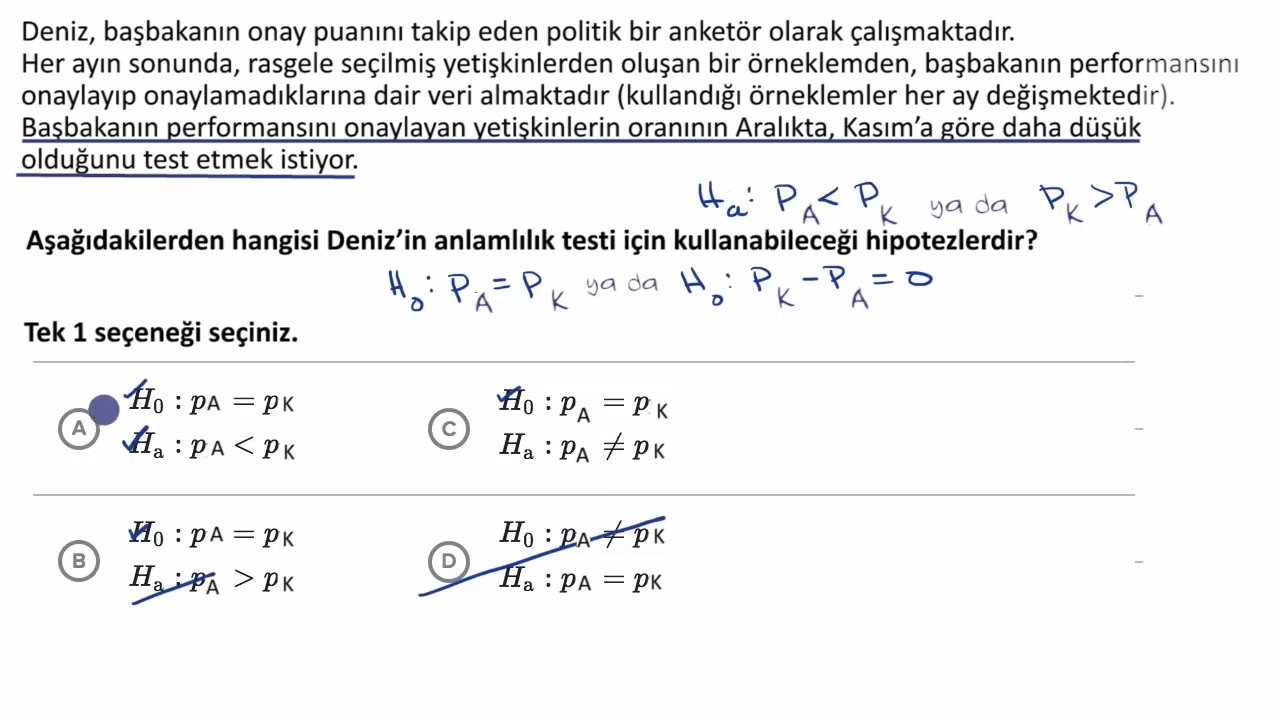 Deniz, başbakanın onay puanını takip eden politik bir anketör olarak çalışmaktadır.
Her ayın sonunda, rasgele seçilmiş yetişkinlerden oluşan bir örneklemden, başbakanın performansını
onaylayıp onaylamadıklarına dair veri almaktadır (kullandığı örneklemler her ay değişmektedir).
Başbakanın performansını onaylayan yetişkinlerin oranının Aralıkta, Kasım'a göre daha düşük
olduğunu test etmek istiyor.
Hₐ: P_A < P_K ya da P_K > P_A
Aşağıdakilerden hangisi Deniz'in anlamlılık testi için kullanabileceği hipotezlerdir?
H₀: P_A = P_K ya da H₀: P_K - P_A = 0
Tek 1 seçeneği seçiniz.
A
H₀ : p_A = p_K
Hₐ : p_A < p_K
C
H₀ : p_A = p_K
Hₐ : p_A ≠ p_K
B
H₀ : p_A = p_K
Hₐ : p_A > p_K
D
H₀ : p_A ≠ p_K
Hₐ : p_A = p_K